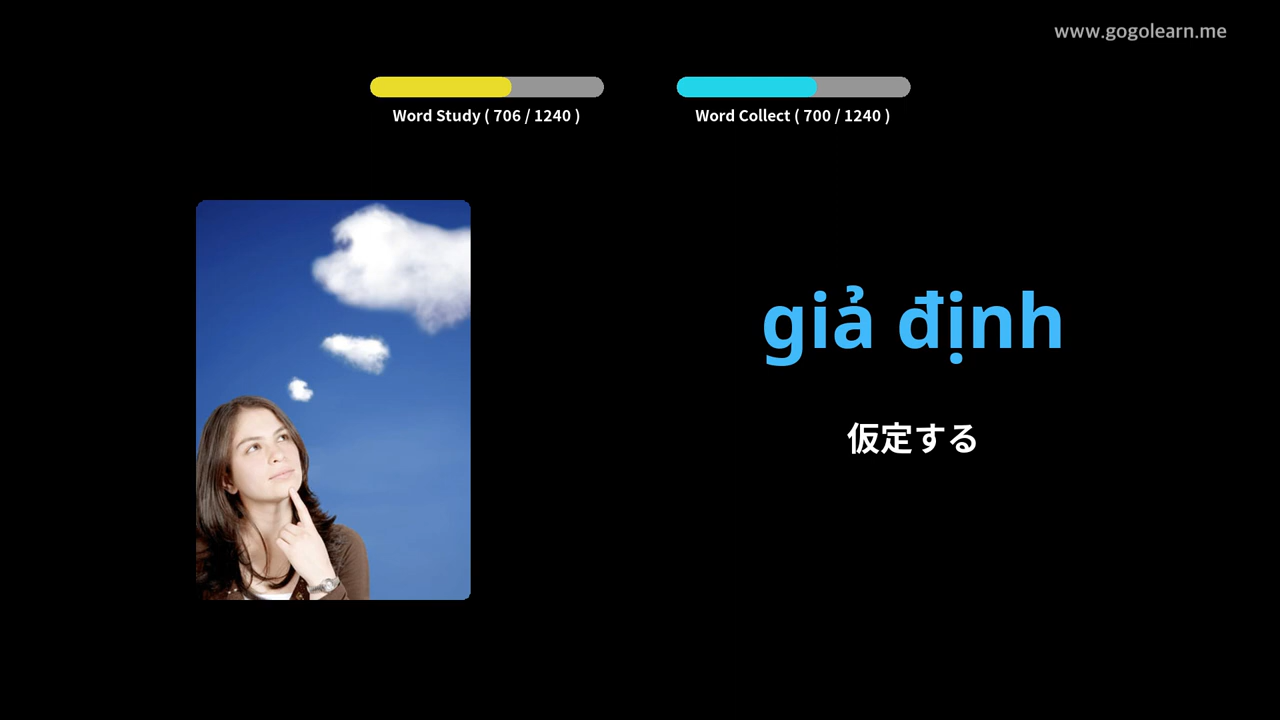 www.gogolearn.me
Word Study ( 706 / 1240 )
Word Collect ( 700 / 1240 )
giả định
仮定する